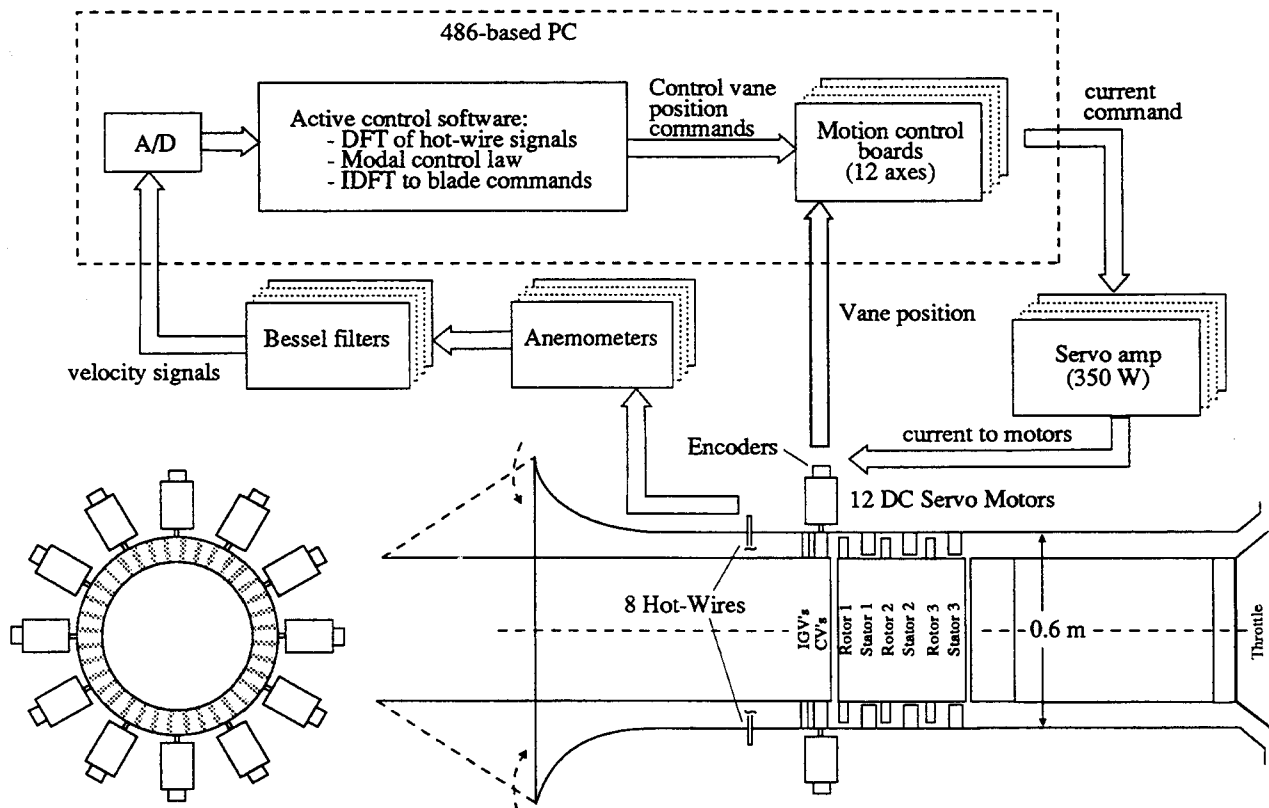 486-based PC
A/D
Active control software:
- DFT of hot-wire signals
- Modal control law
- IDFT to blade commands
Control vane
position
commands
Motion control
boards
(12 axes)
current
command
Bessel filters
Anemometers
velocity signals
Vane position
Servo amp
(350 W)
current to motors
Encoders
12 DC Servo Motors
8 Hot-Wires
IGV's
CV's
Rotor 1
Stator 1
Rotor 2
Stator 2
Rotor 3
Stator 3
0.6 m
Throttle